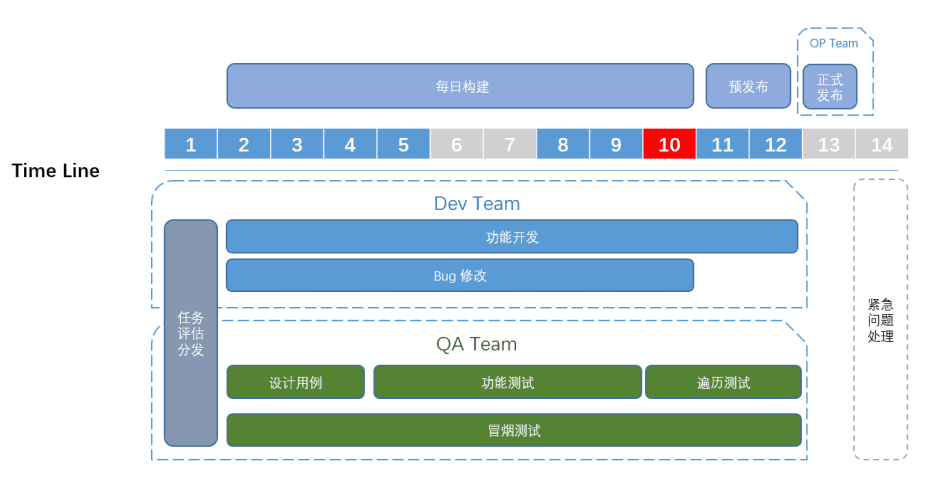 OP Team
每日构建
预发布
正式
发布
1 2 3 4 5 6 7 8 9 10 11 12 13 14
Time Line
Dev Team
功能开发
Bug 修改
任务
评估
分发
紧急
问题
处理
QA Team
设计用例
功能测试
遍历测试
冒烟测试